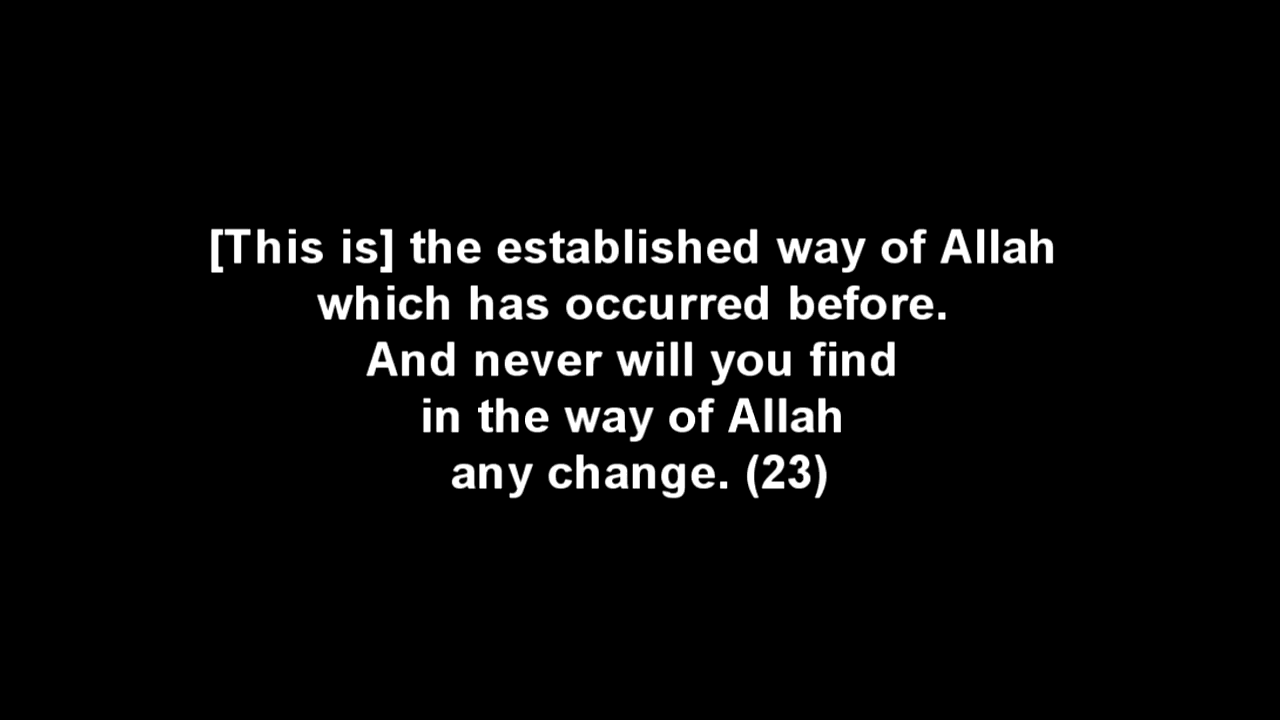 [This is] the established way of Allah
which has occurred before.
And never will you find
in the way of Allah
any change. (23)